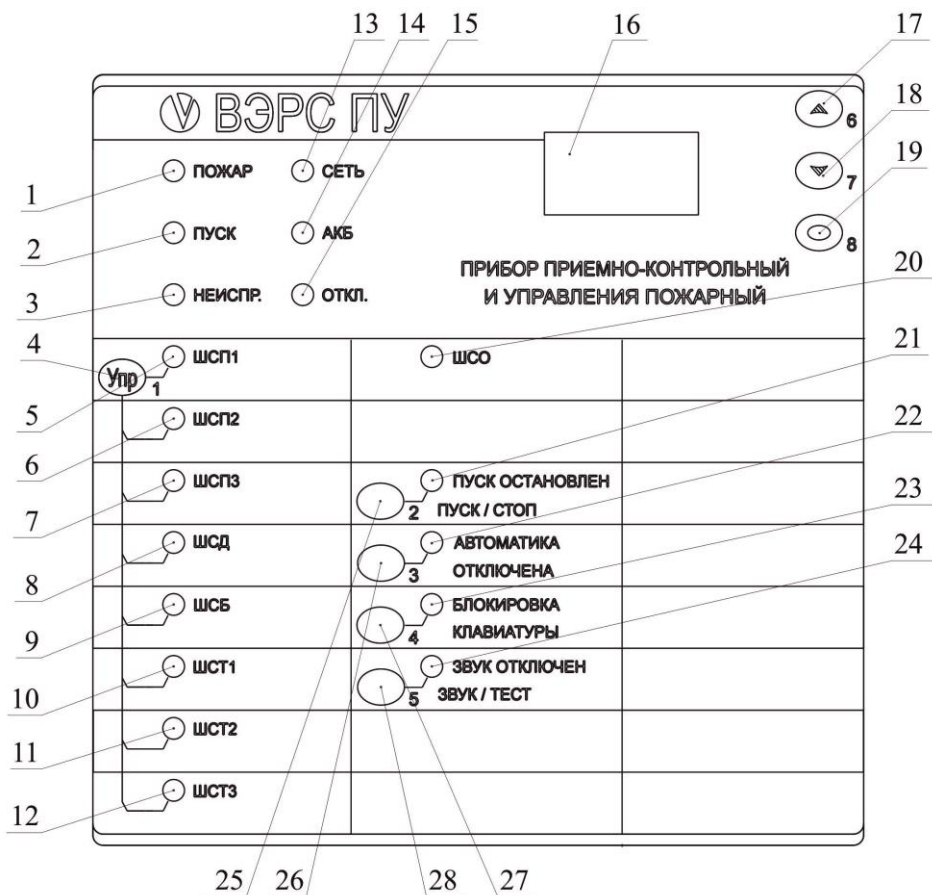 13 14 15 16 17
ВЭРС ПУ
6
18
1 ПОЖАР СЕТЬ
7
19
2 ПУСК АКБ
8
20
ПРИБОР ПРИЕМНО-КОНТРОЛЬНЫЙ
И УПРАВЛЕНИЯ ПОЖАРНЫЙ
3 НЕИСПР. ОТКЛ.
21
4 ШСП1 ШСО
Упр 1
5
22
ШСП2
6
23
ШСП3 ПУСК ОСТАНОВЛЕН
2 ПУСК / СТОП
7
24
ШСД АВТОМАТИКА
3 ОТКЛЮЧЕНА
8
ШСБ БЛОКИРОВКА
4 КЛАВИАТУРЫ
9
ШСТ1 ЗВУК ОТКЛЮЧЕН
5 ЗВУК / ТЕСТ
10
ШСТ2
11
ШСТ3
12
25 26 28 27